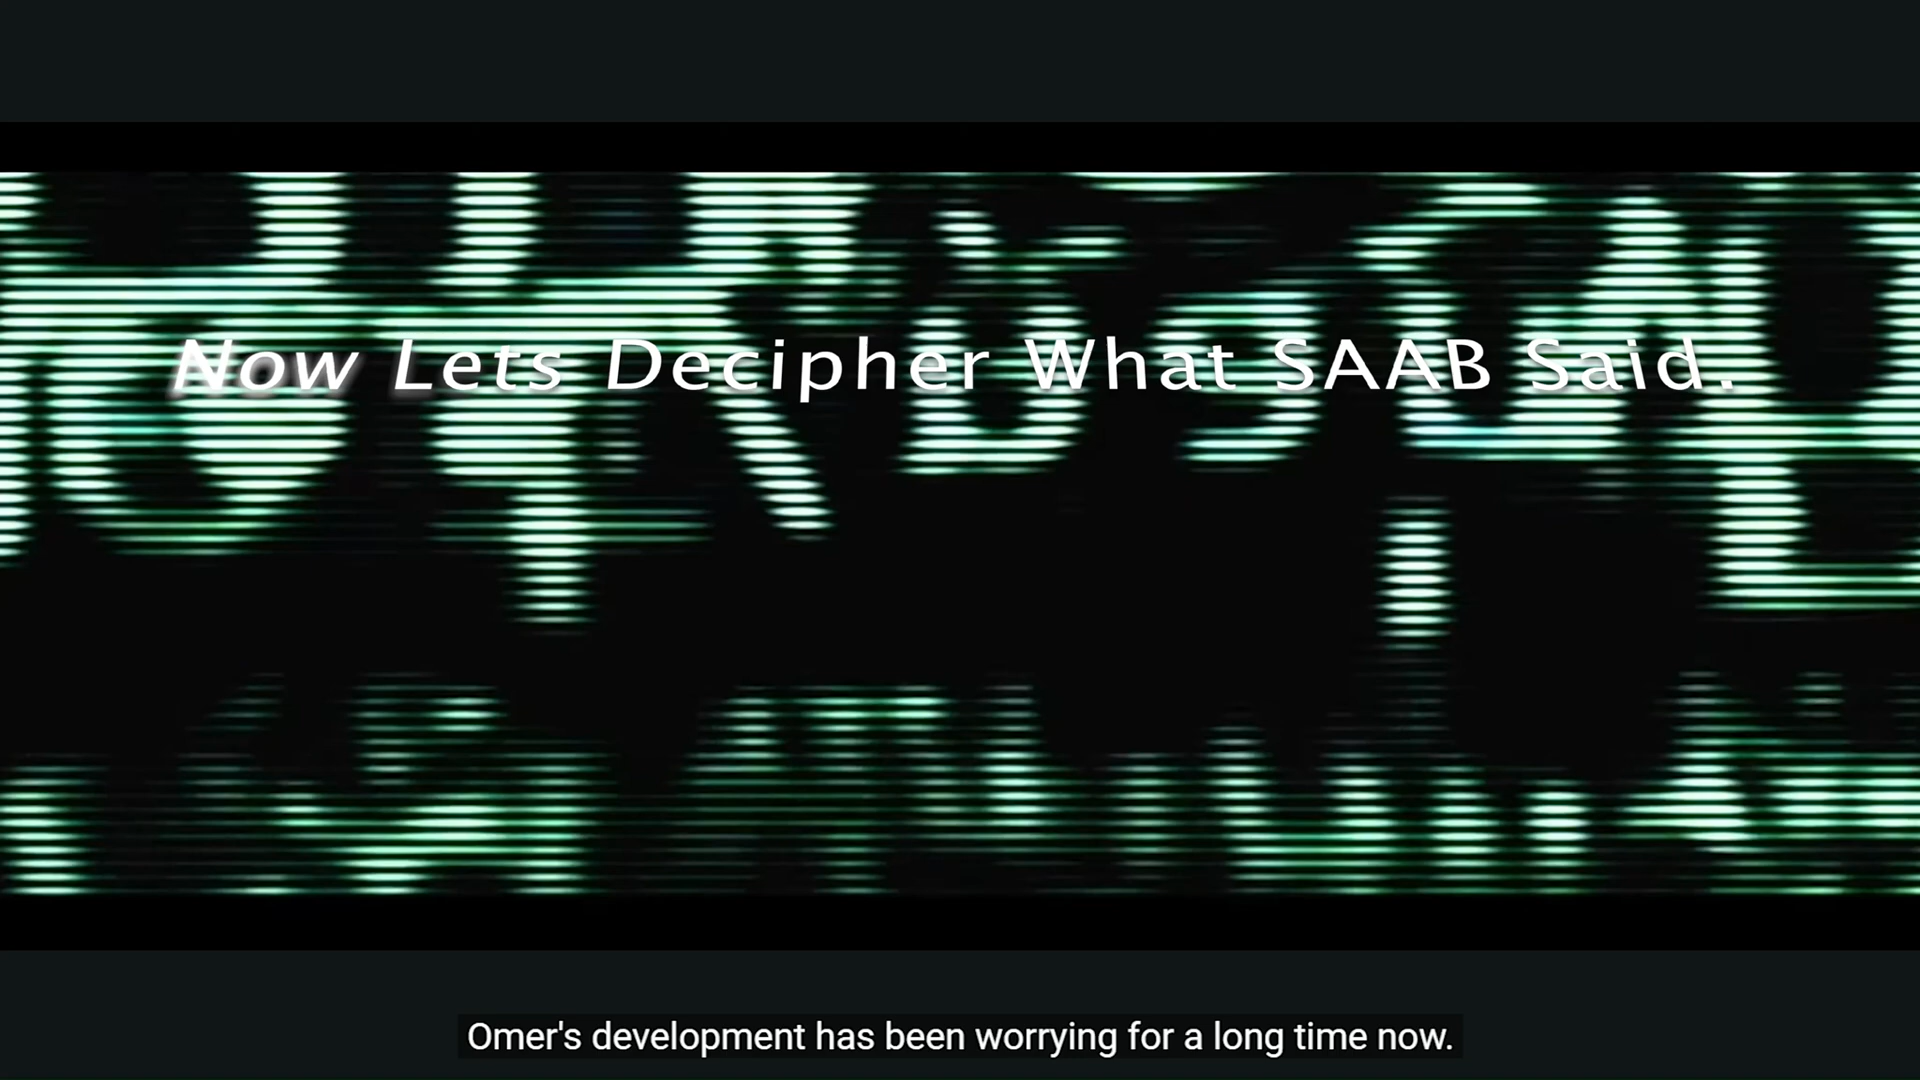 Now Lets Decipher What SAAB Said.
Omer's development has been worrying for a long time now.